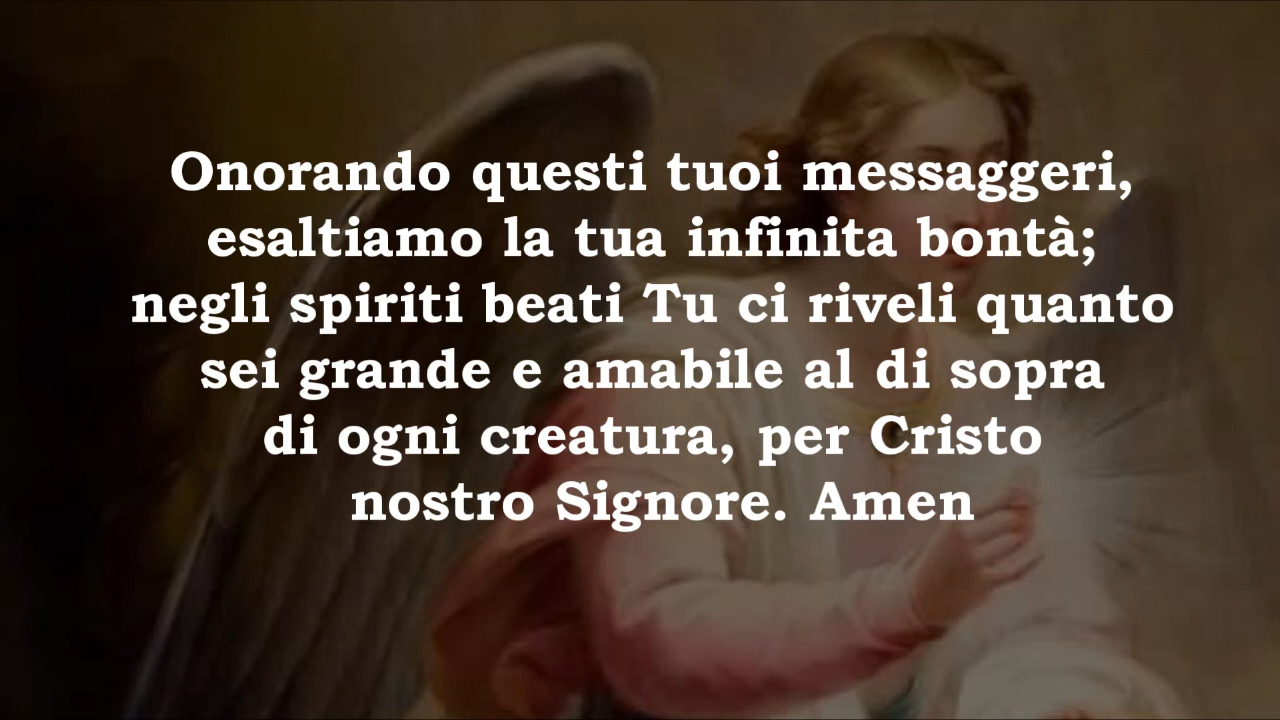 Onorando questi tuoi messaggeri,
esaltiamo la tua infinita bontà;
negli spiriti beati Tu ci riveli quanto
sei grande e amabile al di sopra
di ogni creatura, per Cristo
nostro Signore. Amen